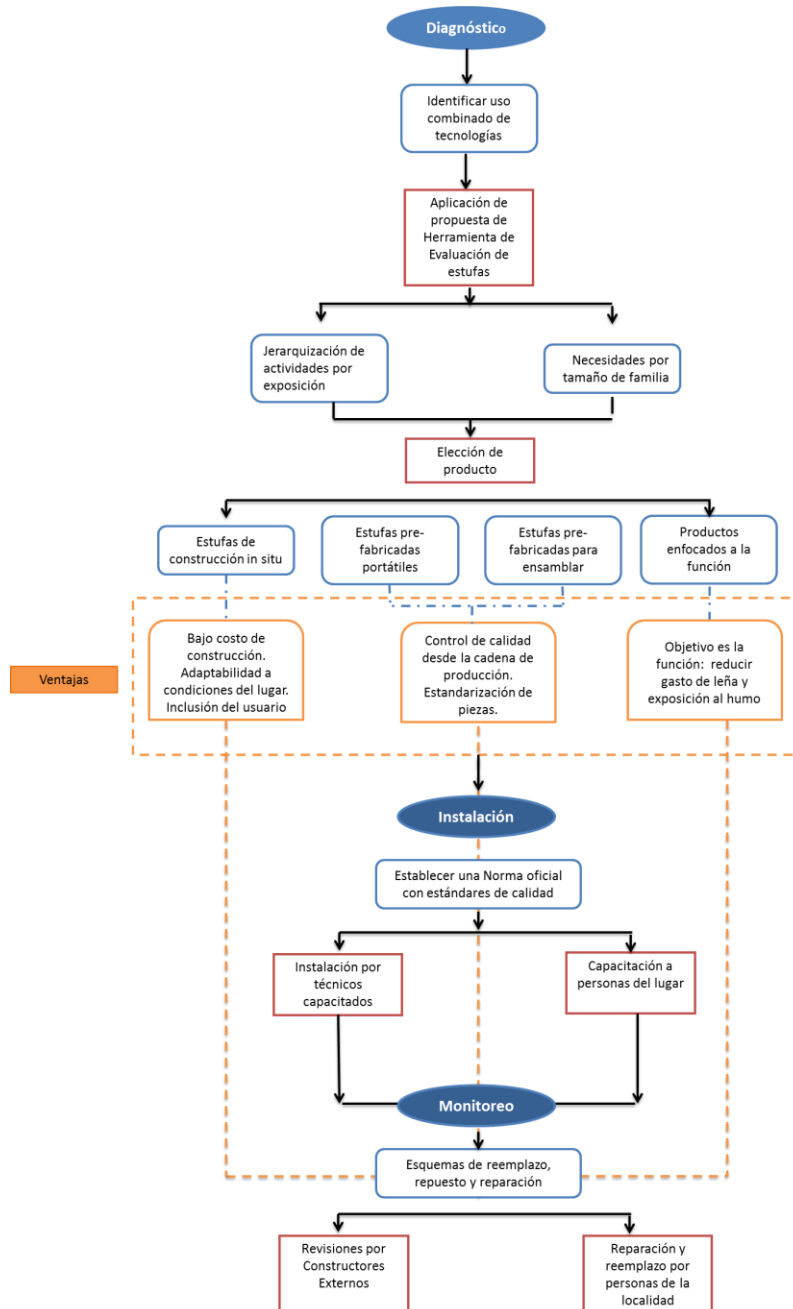 Diagnóstico
Identificar uso
combinado de
tecnologías
Aplicación de
propuesta de
Herramienta de
Evaluación de
estufas
Jerarquización de
actividades por
exposición
Necesidades por
tamaño de familia
Elección de
producto
Estufas de
construcción in situ
Estufas pre-
fabricadas
portátiles
Estufas pre-
fabricadas para
ensamblar
Productos
enfocados a la
función
Ventajas
Bajo costo de
construcción.
Adaptabilidad a
condiciones del lugar.
Inclusión del usuario
Control de calidad
desde la cadena de
producción.
Estandarización de
piezas.
Objetivo es la
función: reducir
gasto de leña y
exposición al humo
Instalación
Establecer una Norma oficial
con estándares de calidad
Instalación por
técnicos
capacitados
Capacitación a
personas del lugar
Monitoreo
Esquemas de reemplazo,
repuesto y reparación
Revisiones por
Constructores
Externos
Reparación y
reemplazo por
personas de la
localidad